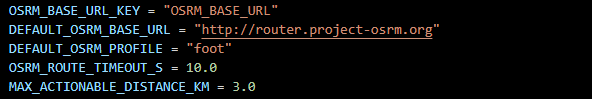 OSRM_BASE_URL_KEY = "OSRM_BASE_URL"
DEFAULT_OSRM_BASE_URL = "http://router.project-osrm.org"
DEFAULT_OSRM_PROFILE = "foot"
OSRM_ROUTE_TIMEOUT_S = 10.0
MAX_ACTIONABLE_DISTANCE_KM = 3.0